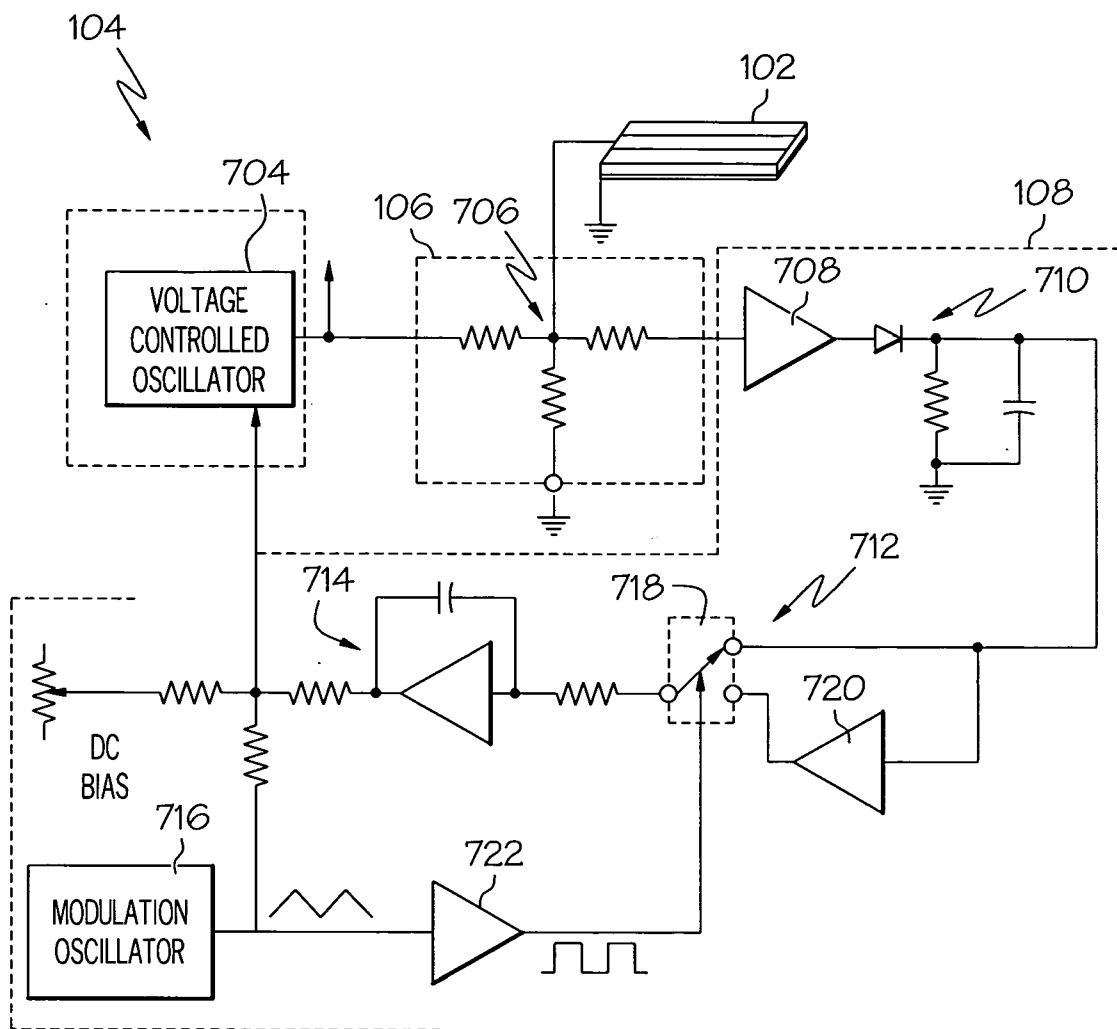 104
102
704
106
706
108
708
710
VOLTAGE
CONTROLLED
OSCILLATOR
712
714
718
720
DC
BIAS
716
722
MODULATION
OSCILLATOR